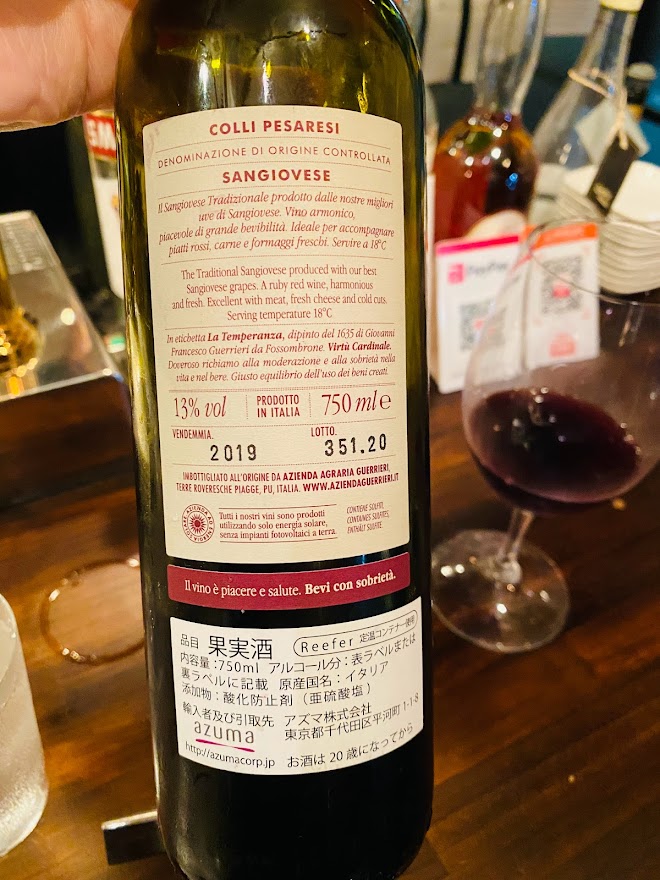 COLLI PESARESI
DENOMINAZIONE DI ORIGINE CONTROLLATA
SANGIOVESE
Il Sangiovese Tradizionale prodotto dalle nostre migliori
uve di Sangiovese. Vino armonico,
piacevole di grande bevibilità. Ideale per accompagnare
piatti rossi, carne e formaggi freschi. Servire a 18°C
The Traditional Sangiovese produced with our best
Sangiovese grapes. A ruby red wine, harmonious
and fresh. Excellent with meat, fresh cheese and cold cuts.
Serving temperature 18°C
In etichetta La Temperanza, dipinto del 1635 di Giovanni
Francesco Guerrieri da Fossombrone. Virtù Cardinale.
Doveroso richiamo alla moderazione e alla sobrietà nella
vita e nel bere. Giusto equilibrio dell'uso dei beni creati.
13% vol PRODOTTO IN ITALIA 750 ml e
VENDEMMIA. LOTTO.
2019 351.20
IMBOTTIGLIATO ALL'ORIGINE DA AZIENDA AGRARIA GUERRIERI,
TERRE ROVERESCHE PIAGGE, PU, ITALIA. WWW.AZIENDAGUERRIERI.IT
Tutti i nostri vini sono prodotti
utilizzando solo energia solare,
senza impianti fotovoltaici a terra.
CONTIENE SOLFITI,
CONTAINES SULFITES,
ENTHÄLT SULFITE.
Il vino è piacere e salute. Bevi con sobrietà.
品目 果実酒 Reefer 定温コンテナー使用
内容量:750ml アルコール分:表ラベルまたは
裏ラベルに記載 原産国名:イタリア
添加物:酸化防止剤(亜硫酸塩)
輸入者及び引取先 アズマ株式会社
azuma 東京都千代田区平河町1-1-8
http://azumacorp.jp お酒は20歳になってから
PayPay